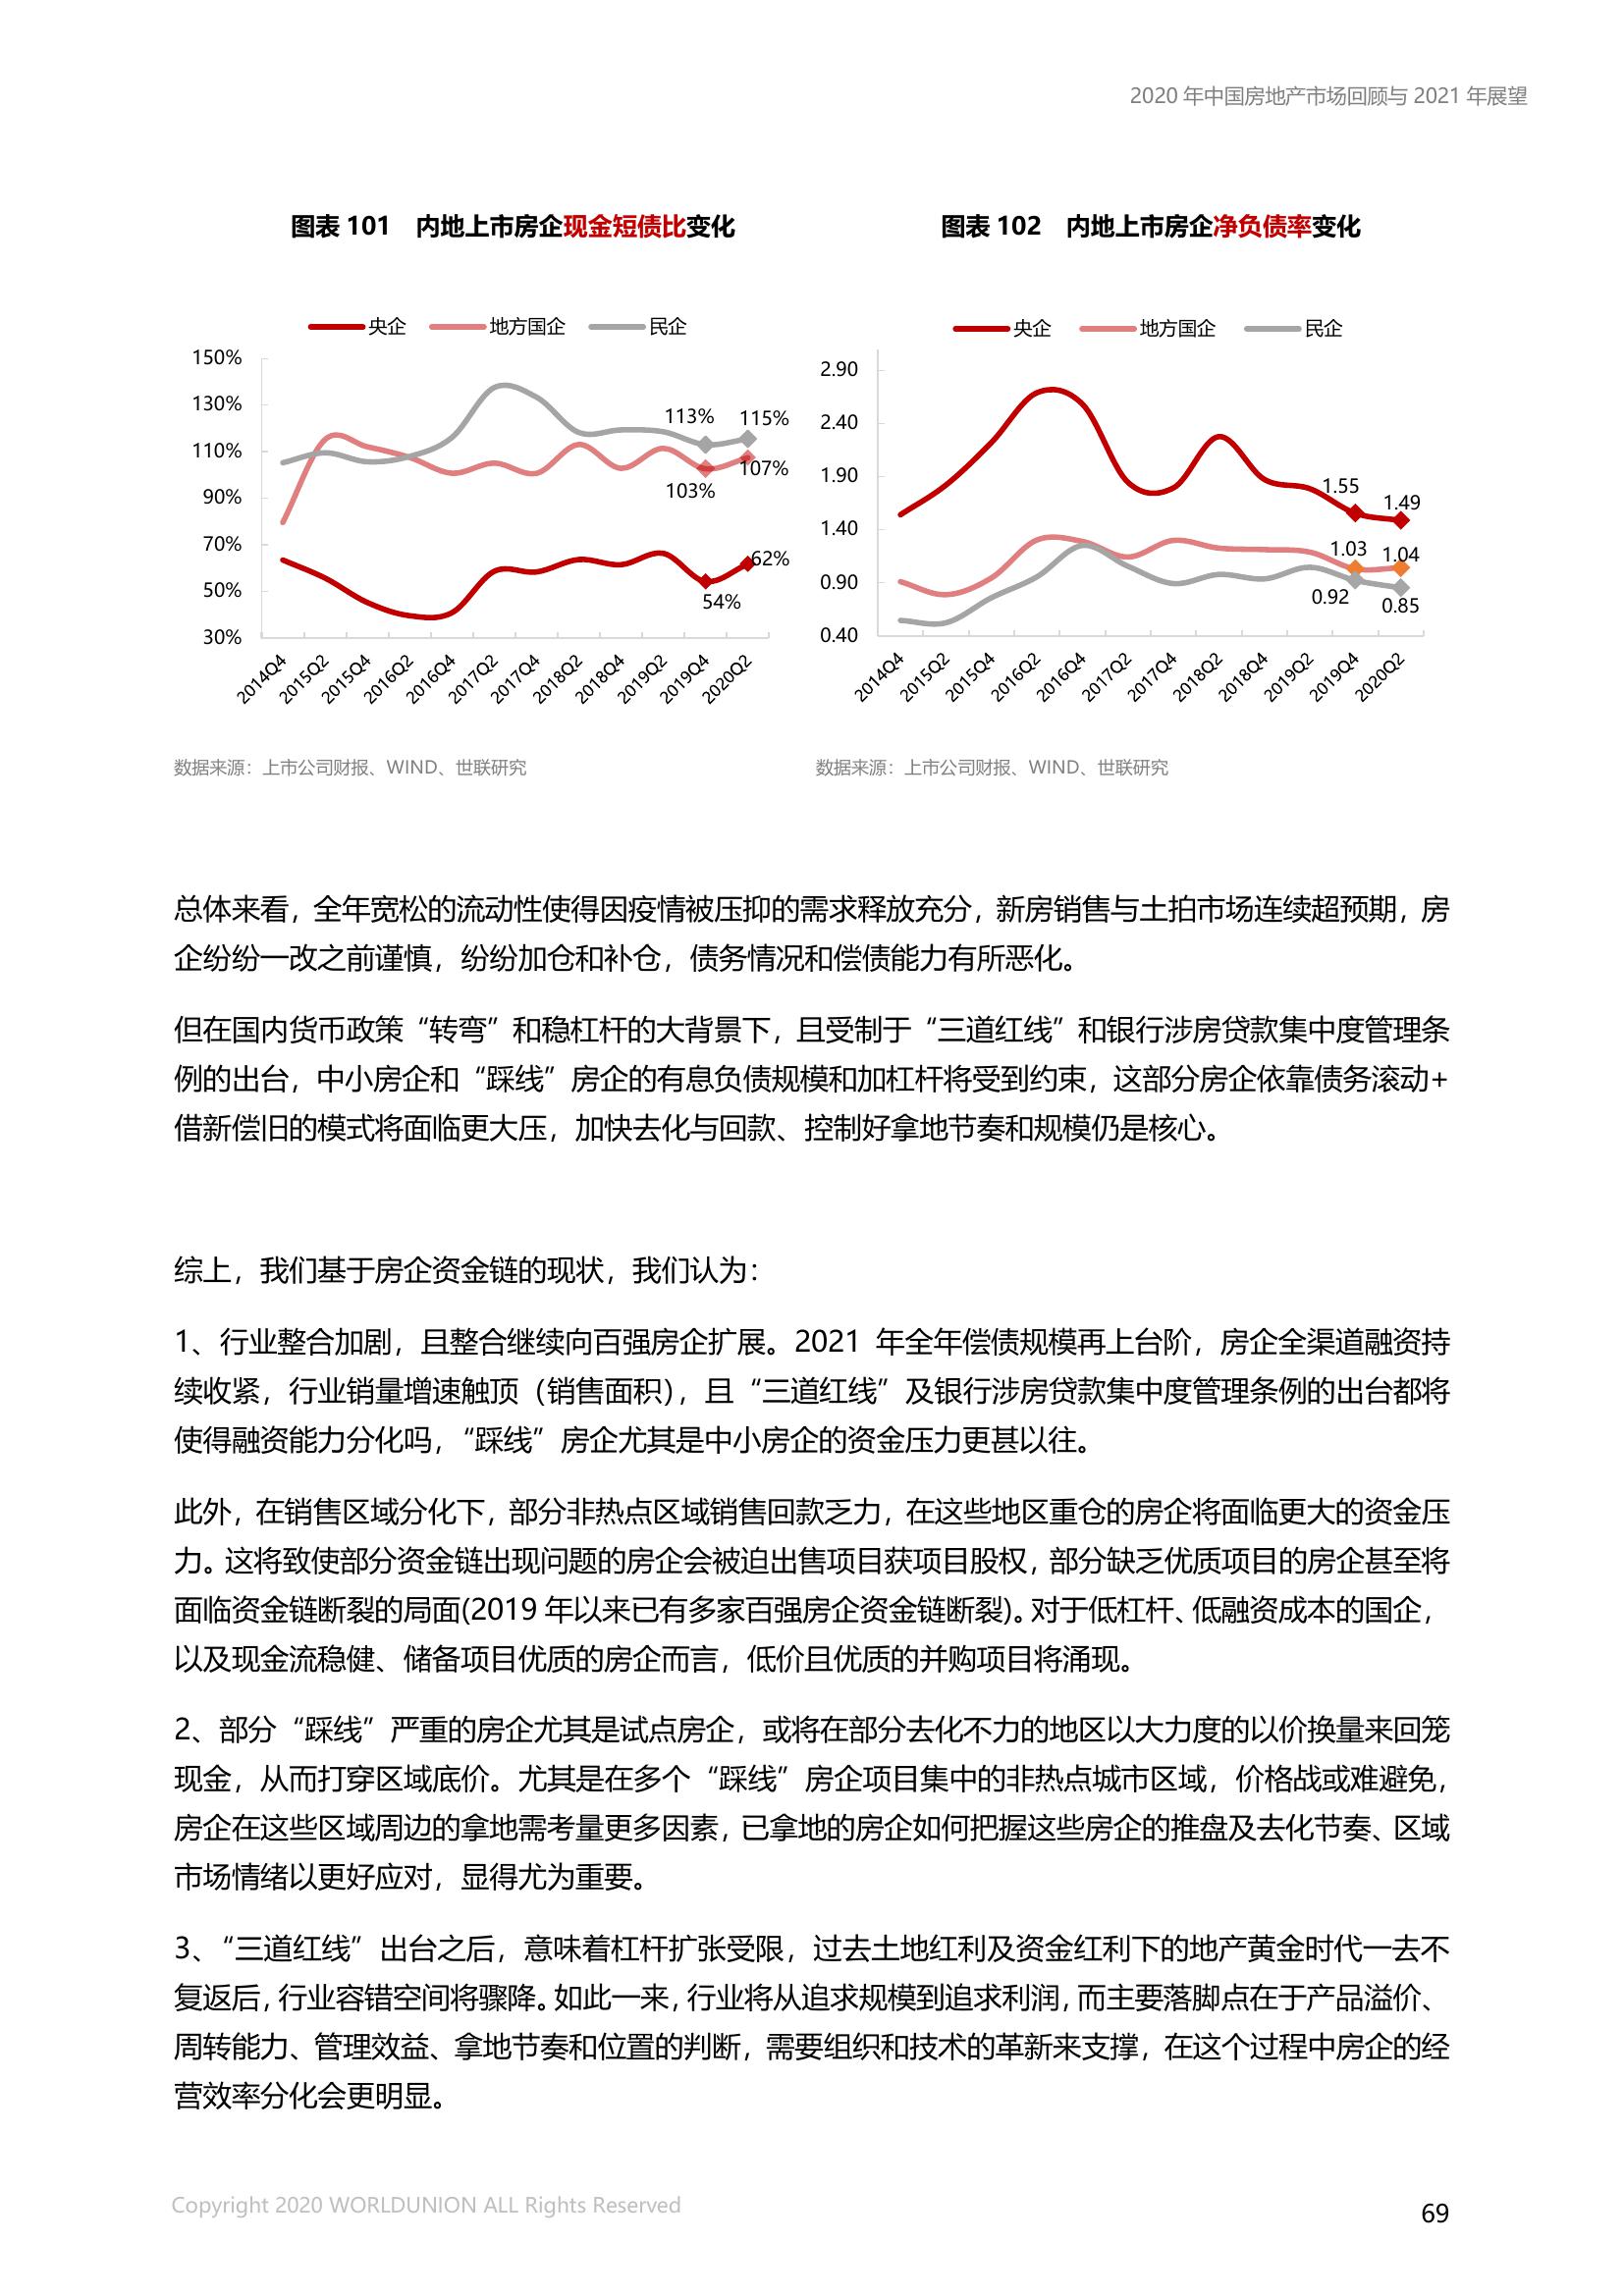 2020 年中国房地产市场回顾与 2021 年展望
图表 101 内地上市房企现金短债比变化
央企 地方国企 民企
150%
130%
110%
90%
70%
50%
30%
113% 115%
107%
103%
62%
54%
2014Q4 2015Q2 2015Q4 2016Q2 2016Q4 2017Q2 2017Q4 2018Q2 2018Q4 2019Q2 2019Q4 2020Q2
数据来源：上市公司财报、WIND、世联研究
图表 102 内地上市房企净负债率变化
央企 地方国企 民企
2.90
2.40
1.90
1.40
0.90
0.40
1.55
1.49
1.03 1.04
0.92
0.85
2014Q4 2015Q2 2015Q4 2016Q2 2016Q4 2017Q2 2017Q4 2018Q2 2018Q4 2019Q2 2019Q4 2020Q2
数据来源：上市公司财报、WIND、世联研究
总体来看，全年宽松的流动性使得因疫情被压抑的需求释放充分，新房销售与土拍市场连续超预期，房
企纷纷一改之前谨慎，纷纷加仓和补仓，债务情况和偿债能力有所恶化。
但在国内货币政策“转弯”和稳杠杆的大背景下，且受制于“三道红线”和银行涉房贷款集中度管理条
例的出台，中小房企和“踩线”房企的有息负债规模和加杠杆将受到约束，这部分房企依靠债务滚动+
借新偿旧的模式将面临更大压，加快去化与回款、控制好拿地节奏和规模仍是核心。
综上，我们基于房企资金链的现状，我们认为：
1、行业整合加剧，且整合继续向百强房企扩展。2021 年全年偿债规模再上台阶，房企全渠道融资持
续收紧，行业销量增速触顶（销售面积），且“三道红线”及银行涉房贷款集中度管理条例的出台都将
使得融资能力分化吗，“踩线”房企尤其是中小房企的资金压力更甚以往。
此外，在销售区域分化下，部分非热点区域销售回款乏力，在这些地区重仓的房企将面临更大的资金压
力。这将致使部分资金链出现问题的房企会被迫出售项目获项目股权，部分缺乏优质项目的房企甚至将
面临资金链断裂的局面(2019 年以来已有多家百强房企资金链断裂)。对于低杠杆、低融资成本的国企，
以及现金流稳健、储备项目优质的房企而言，低价且优质的并购项目将涌现。
2、部分“踩线”严重的房企尤其是试点房企，或将在部分去化不力的地区以大力度的以价换量来回笼
现金，从而打穿区域底价。尤其是在多个“踩线”房企项目集中的非热点城市区域，价格战或难避免，
房企在这些区域周边的拿地需考量更多因素，已拿地的房企如何把握这些房企的推盘及去化节奏、区域
市场情绪以更好应对，显得尤为重要。
3、“三道红线”出台之后，意味着杠杆扩张受限，过去土地红利及资金红利下的地产黄金时代一去不
复返后，行业容错空间将骤降。如此一来，行业将从追求规模到追求利润，而主要落脚点在于产品溢价、
周转能力、管理效益、拿地节奏和位置的判断，需要组织和技术的革新来支撑，在这个过程中房企的经
营效率分化会更明显。
Copyright 2020 WORLDUNION ALL Rights Reserved
69